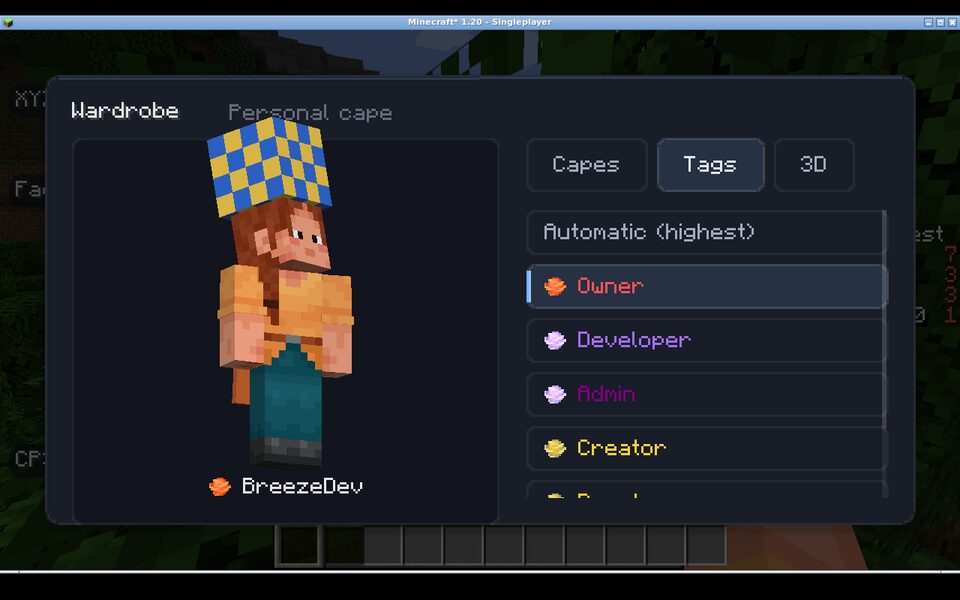 Minecraft* 1.20 - Singleplayer
Wardrobe
Personal cape
Capes
Tags
3D
Automatic (highest)
Owner
Developer
Admin
Creator
BreezeDev